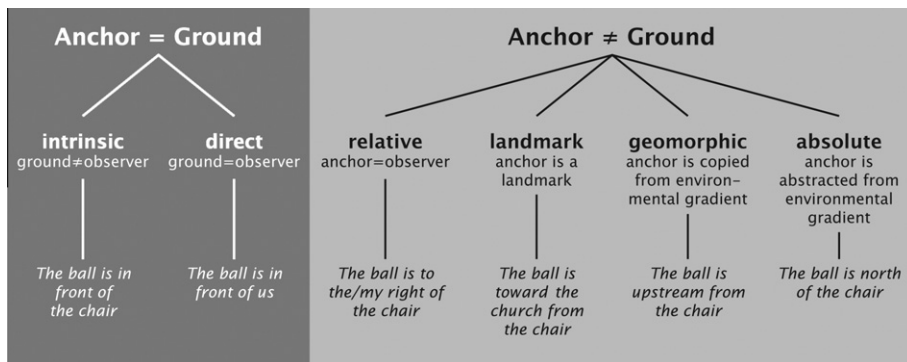 Anchor = Ground
Anchor ≠ Ground
intrinsic
ground≠observer
direct
ground=observer
relative
anchor=observer
landmark
anchor is a
landmark
geomorphic
anchor is copied
from environ-
mental gradient
absolute
anchor is
abstracted from
environmental
gradient
The ball is in
front of
the chair
The ball is in
front of us
The ball is to
the/my right of
the chair
The ball is
toward the
church from
the chair
The ball is
upstream from
the chair
The ball is north
of the chair